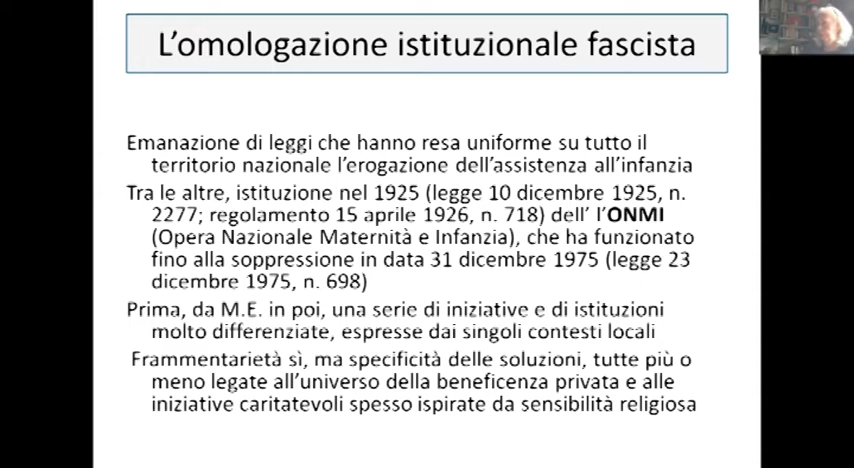 L’omologazione istituzionale fascista
Emanazione di leggi che hanno resa uniforme su tutto il
territorio nazionale l’erogazione dell’assistenza all’infanzia
Tra le altre, istituzione nel 1925 (legge 10 dicembre 1925, n.
2277; regolamento 15 aprile 1926, n. 718) dell’ l’ONMI
(Opera Nazionale Maternità e Infanzia), che ha funzionato
fino alla soppressione in data 31 dicembre 1975 (legge 23
dicembre 1975, n. 698)
Prima, da M.E. in poi, una serie di iniziative e di istituzioni
molto differenziate, espresse dai singoli contesti locali
Frammentarietà sì, ma specificità delle soluzioni, tutte più o
meno legate all’universo della beneficenza privata e alle
iniziative caritatevoli spesso ispirate da sensibilità religiosa